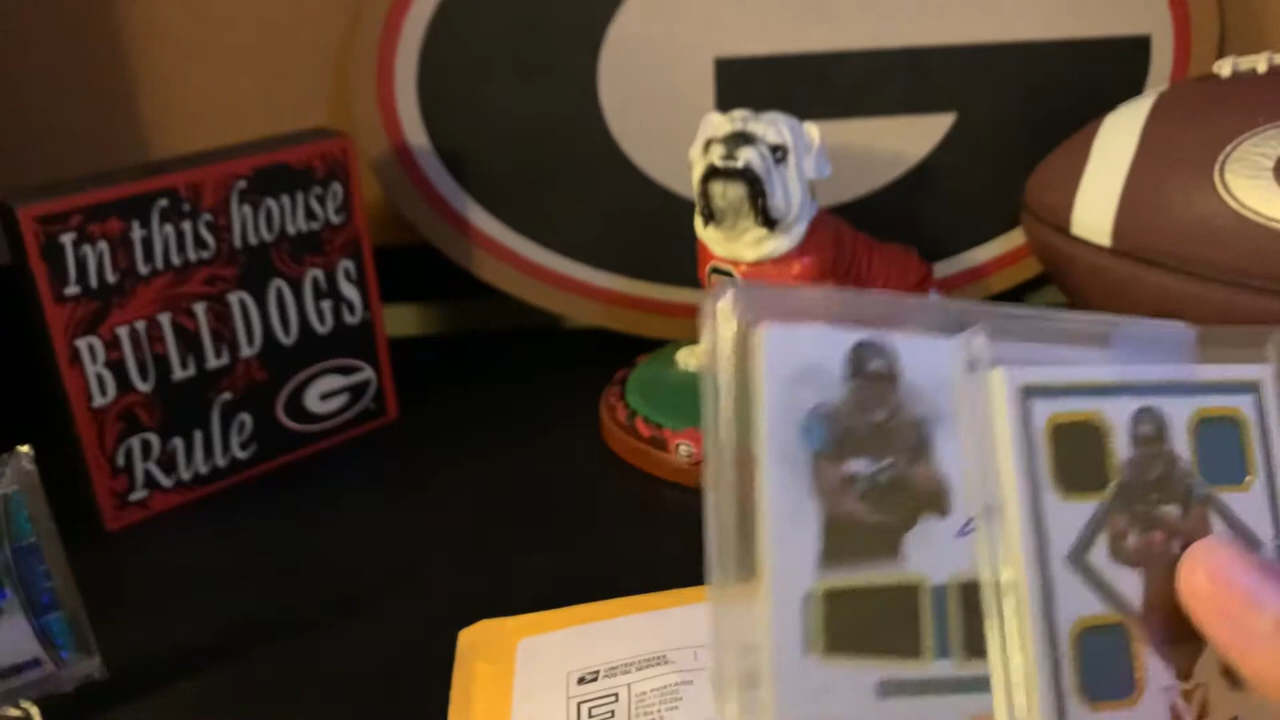 In this house
BULLDOGS
Rule
G
UNITED STATES
POSTAL SERVICE
F
US POSTAGE